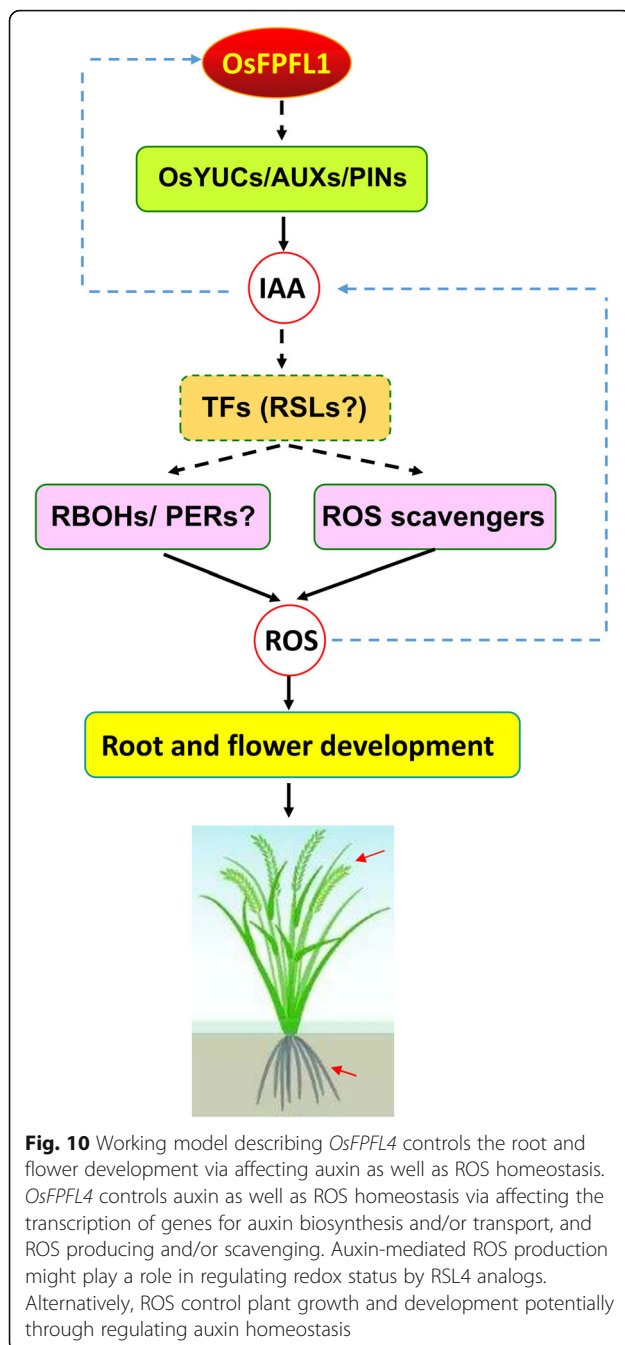 OsFPFL1
OsYUCs/AUXs/PINs
IAA
TFs (RSLs?)
RBOHs/ PERs?
ROS scavengers
ROS
Root and flower development
Fig. 10 Working model describing OsFPFL4 controls the root and
flower development via affecting auxin as well as ROS homeostasis.
OsFPFL4 controls auxin as well as ROS homeostasis via affecting the
transcription of genes for auxin biosynthesis and/or transport, and
ROS producing and/or scavenging. Auxin-mediated ROS production
might play a role in regulating redox status by RSL4 analogs.
Alternatively, ROS control plant growth and development potentially
through regulating auxin homeostasis